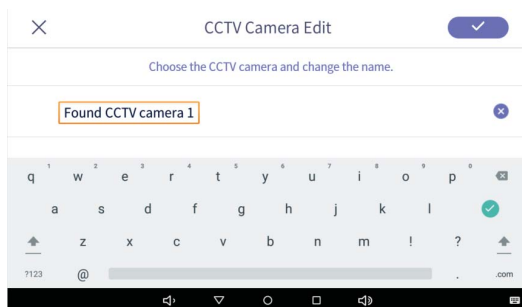 CCTV Camera Edit
Choose the CCTV camera and change the name.
Found CCTV camera 1
1 2 3 4 5 6 7 8 9 0
q w e r t y u i o p
a s d f g h j k l
z x c v b n m ! ?
?123 @ . .com